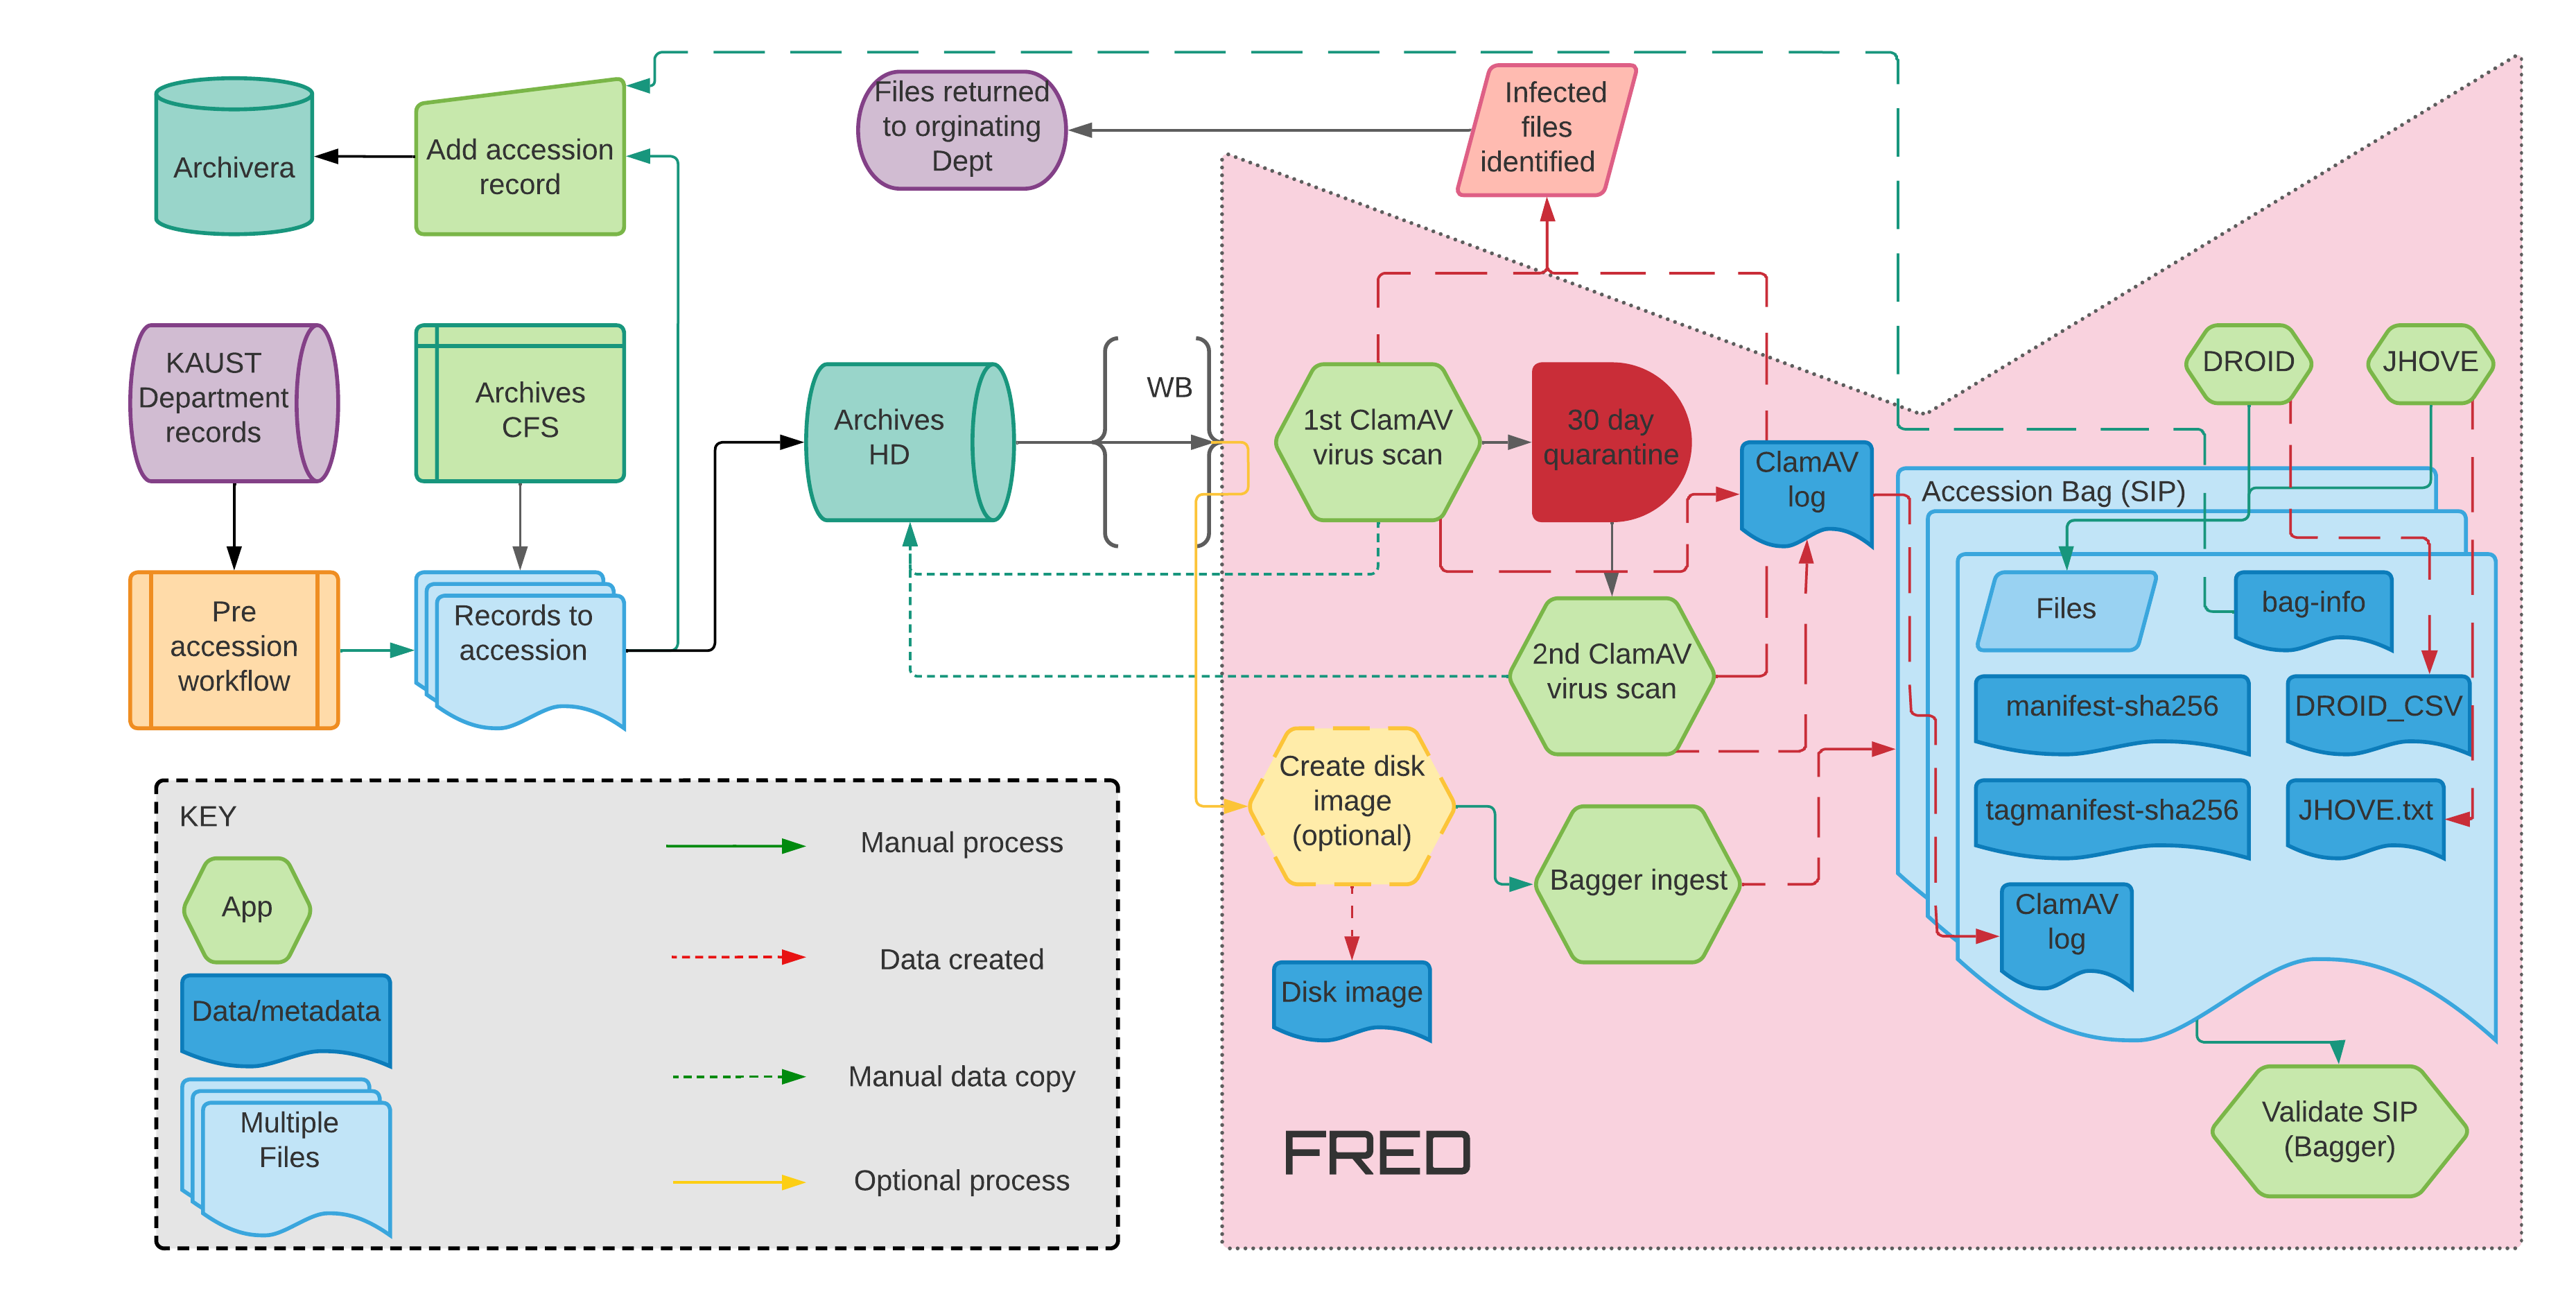 Archivera
Add accession
record
Files returned
to orginating
Dept
Infected
files
identified
KAUST
Department
records
Archives
CFS
Archives
HD
WB
1st ClamAV
virus scan
30 day
quarantine
ClamAV
log
DROID
JHOVE
Accession Bag (SIP)
Pre
accession
workflow
Records to
accession
2nd ClamAV
virus scan
Files
bag-info
manifest-sha256
DROID_CSV
tagmanifest-sha256
JHOVE.txt
ClamAV
log
Create disk
image
(optional)
Bagger ingest
Disk image
Validate SIP
(Bagger)
FRED
KEY
App
Data/metadata
Multiple
Files
Manual process
Data created
Manual data copy
Optional process